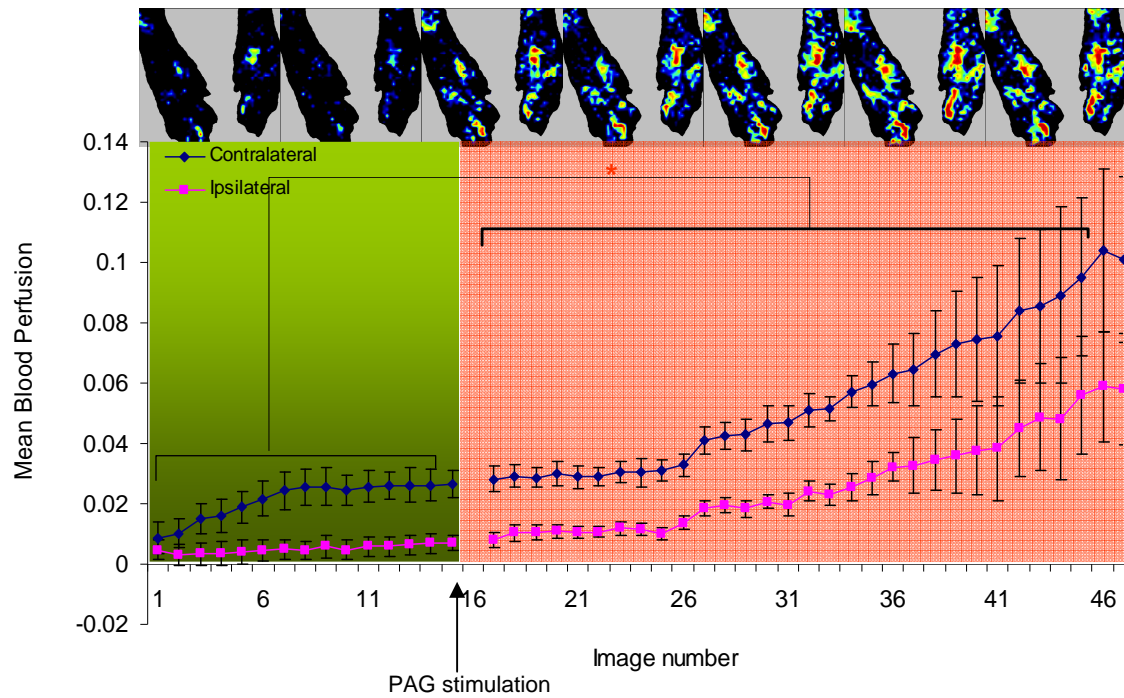 0.14
Contralateral
*
Ipsilateral
0.12
0.1
0.08
0.06
0.04
0.02
0
-0.02
Mean Blood Perfusion
1 6 11 16 21 26 31 36 41 46
Image number
PAG stimulation